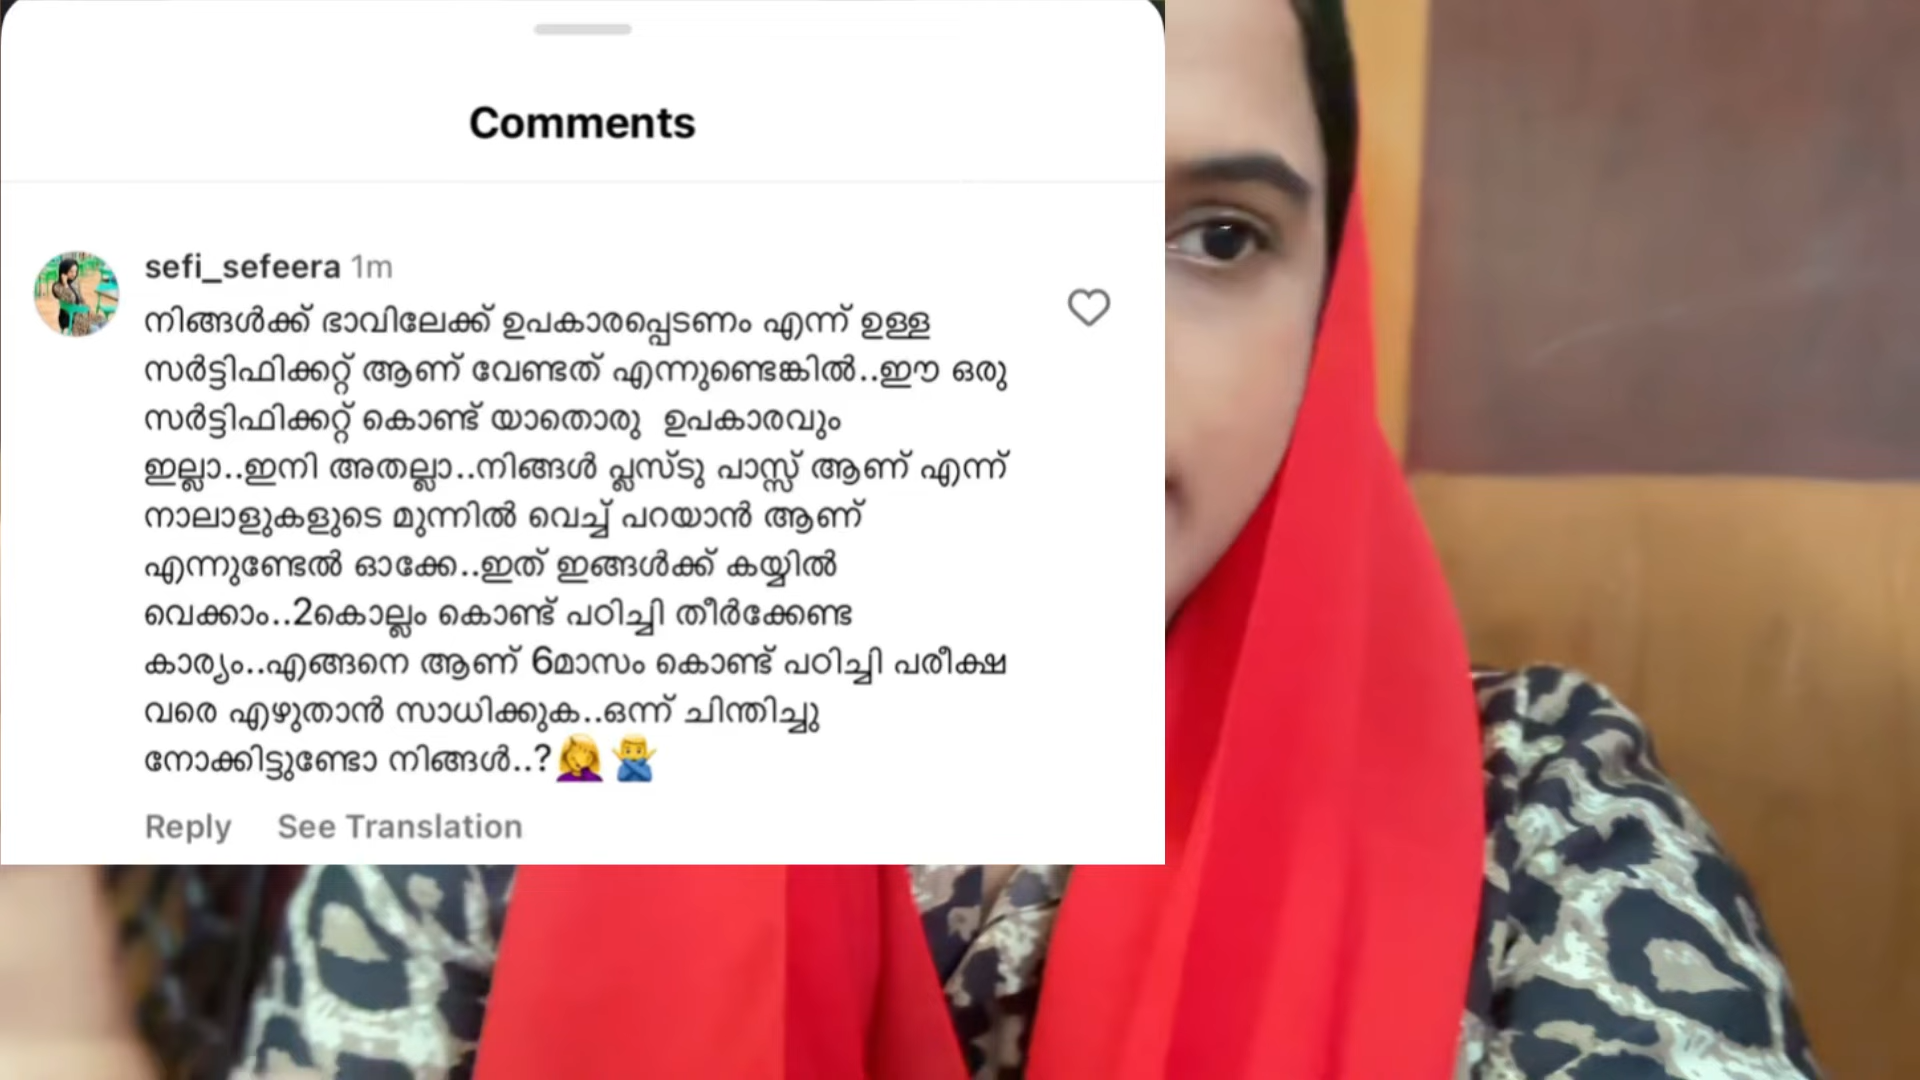 Comments
sefi_sefeera 1m
നിങ്ങൾക്ക് ഭാവിലേക്ക് ഉപകാരപ്പെടണം എന്ന് ഉള്ള
സർട്ടിഫിക്കറ്റ് ആണ് വേണ്ടത് എന്നുണ്ടെങ്കിൽ..ഈ ഒരു
സർട്ടിഫിക്കറ്റ് കൊണ്ട് യാതൊരു  ഉപകാരവും
ഇല്ലാ..ഇനി അതല്ലാ..നിങ്ങൾ പ്ലസ്ടു പാസ്സ് ആണ് എന്ന്
നാലാളുകളുടെ മുന്നിൽ വെച്ച് പറയാൻ ആണ്
എന്നുണ്ടേൽ ഓക്കേ..ഇത് ഇങ്ങൾക്ക് കയ്യിൽ
വെക്കാം..2കൊല്ലം കൊണ്ട് പഠിച്ചി തീർക്കേണ്ട
കാര്യം..എങ്ങനെ ആണ് 6മാസം കൊണ്ട് പഠിച്ചി പരീക്ഷ
വരെ എഴുതാൻ സാധിക്കുക..ഒന്ന് ചിന്തിച്ചു
നോക്കിട്ടുണ്ടോ നിങ്ങൾ..?🤦‍♀️🙅‍♂️
Reply See Translation